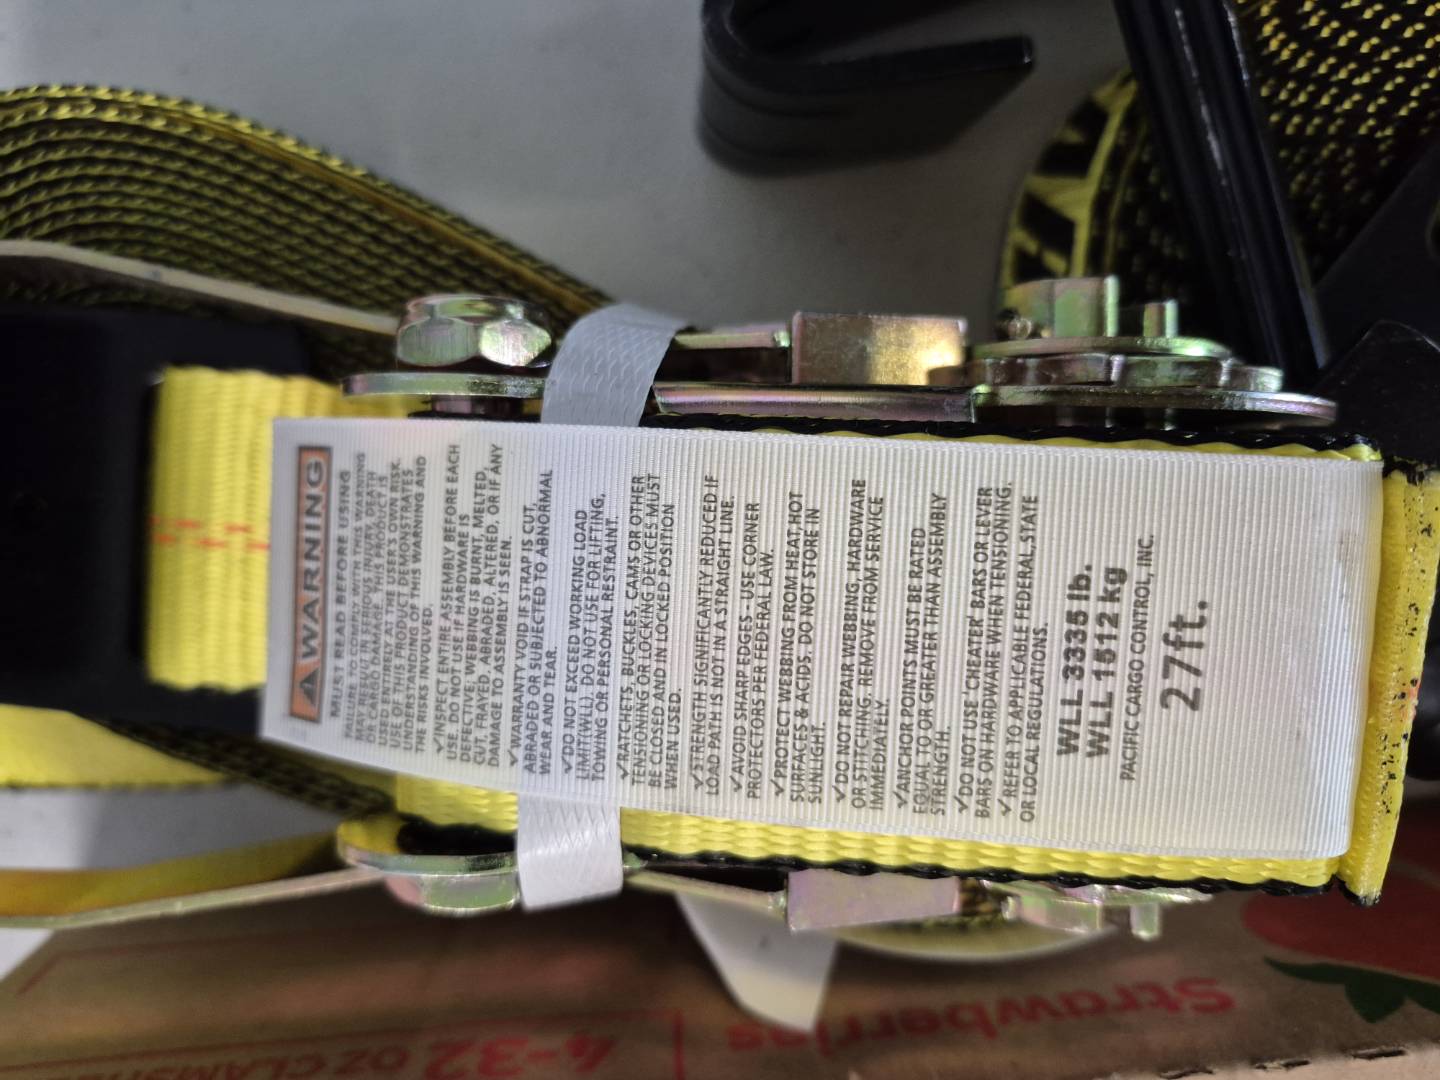 WARNING
MUST READ BEFORE USING
FAILURE TO COMPLY WITH THIS WARNING
MAY RESULT IN SERIOUS INJURY, DEATH
OR CARGO DAMAGE. THIS PRODUCT IS
USED ENTIRELY AT THE USER'S OWN RISK.
USE OF THIS PRODUCT DEMONSTRATES
UNDERSTANDING OF THIS WARNING AND
THE RISKS INVOLVED.
✓INSPECT ENTIRE ASSEMBLY BEFORE EACH
USE. DO NOT USE IF HARDWARE IS
DEFECTIVE, WEBBING IS BURNT, MELTED,
CUT, FRAYED, ABRADED, ALTERED, OR IF ANY
DAMAGE TO ASSEMBLY IS SEEN.
✓WARRANTY VOID IF STRAP IS CUT,
ABRADED OR SUBJECTED TO ABNORMAL
WEAR AND TEAR.
✓DO NOT EXCEED WORKING LOAD
LIMIT(WLL), DO NOT USE FOR LIFTING,
TOWING OR PERSONAL RESTRAINT.
✓RATCHETS, BUCKLES, CAMS OR OTHER
TENSIONING OR LOCKING DEVICES MUST
BE CLOSED AND IN LOCKED POSITION
WHEN USED.
✓STRENGTH SIGNIFICANTLY REDUCED IF
LOAD PATH IS NOT IN A STRAIGHT LINE.
✓AVOID SHARP EDGES - USE CORNER
PROTECTORS PER FEDERAL LAW.
✓PROTECT WEBBING FROM HEAT, HOT
SURFACES & ACIDS. DO NOT STORE IN
SUNLIGHT.
✓DO NOT REPAIR WEBBING, HARDWARE
OR STITCHING. REMOVE FROM SERVICE
IMMEDIATELY.
✓ANCHOR POINTS MUST BE RATED
EQUAL TO OR GREATER THAN ASSEMBLY
STRENGTH.
✓DO NOT USE 'CHEATER' BARS OR LEVER
BARS ON HARDWARE WHEN TENSIONING.
✓REFER TO APPLICABLE FEDERAL, STATE
OR LOCAL REGULATIONS.
WLL 3335 lb.
WLL 1512 kg
PACIFIC CARGO CONTROL, INC.
27ft.
Strawberries
4-32 OZ CLAMSH